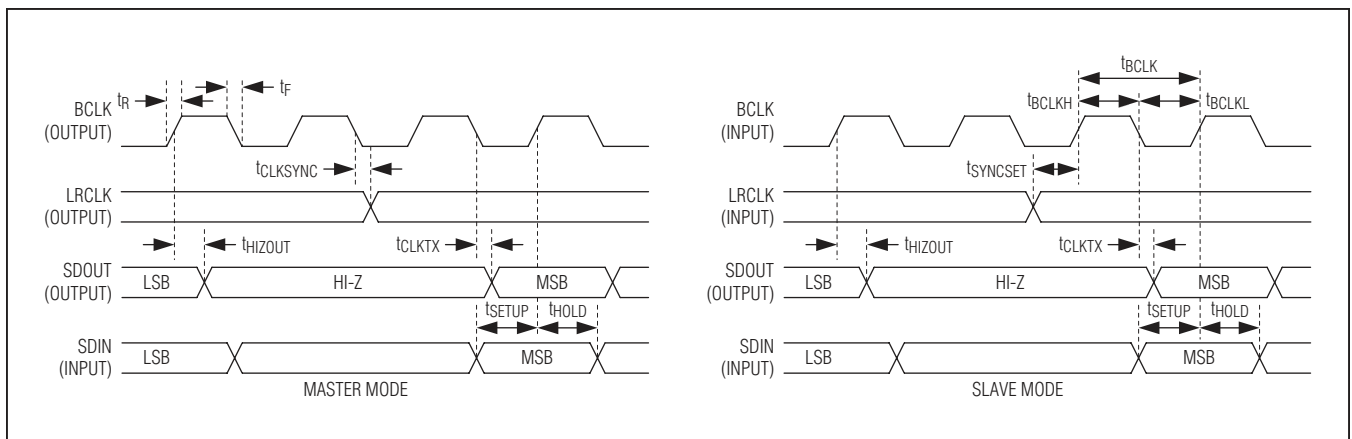 tR
tF
BCLK
(OUTPUT)
tCLKSYNC
LRCLK
(OUTPUT)
tHIZOUT
tCLKTX
SDOUT
(OUTPUT)
LSB
HI-Z
MSB
tSETUP
tHOLD
SDIN
(INPUT)
LSB
MSB
MASTER MODE
tBCLK
tBCLKH
tBCLKL
BCLK
(INPUT)
tSYNCSET
LRCLK
(INPUT)
tHIZOUT
tCLKTX
SDOUT
(OUTPUT)
LSB
HI-Z
MSB
tSETUP
tHOLD
SDIN
(INPUT)
LSB
MSB
SLAVE MODE